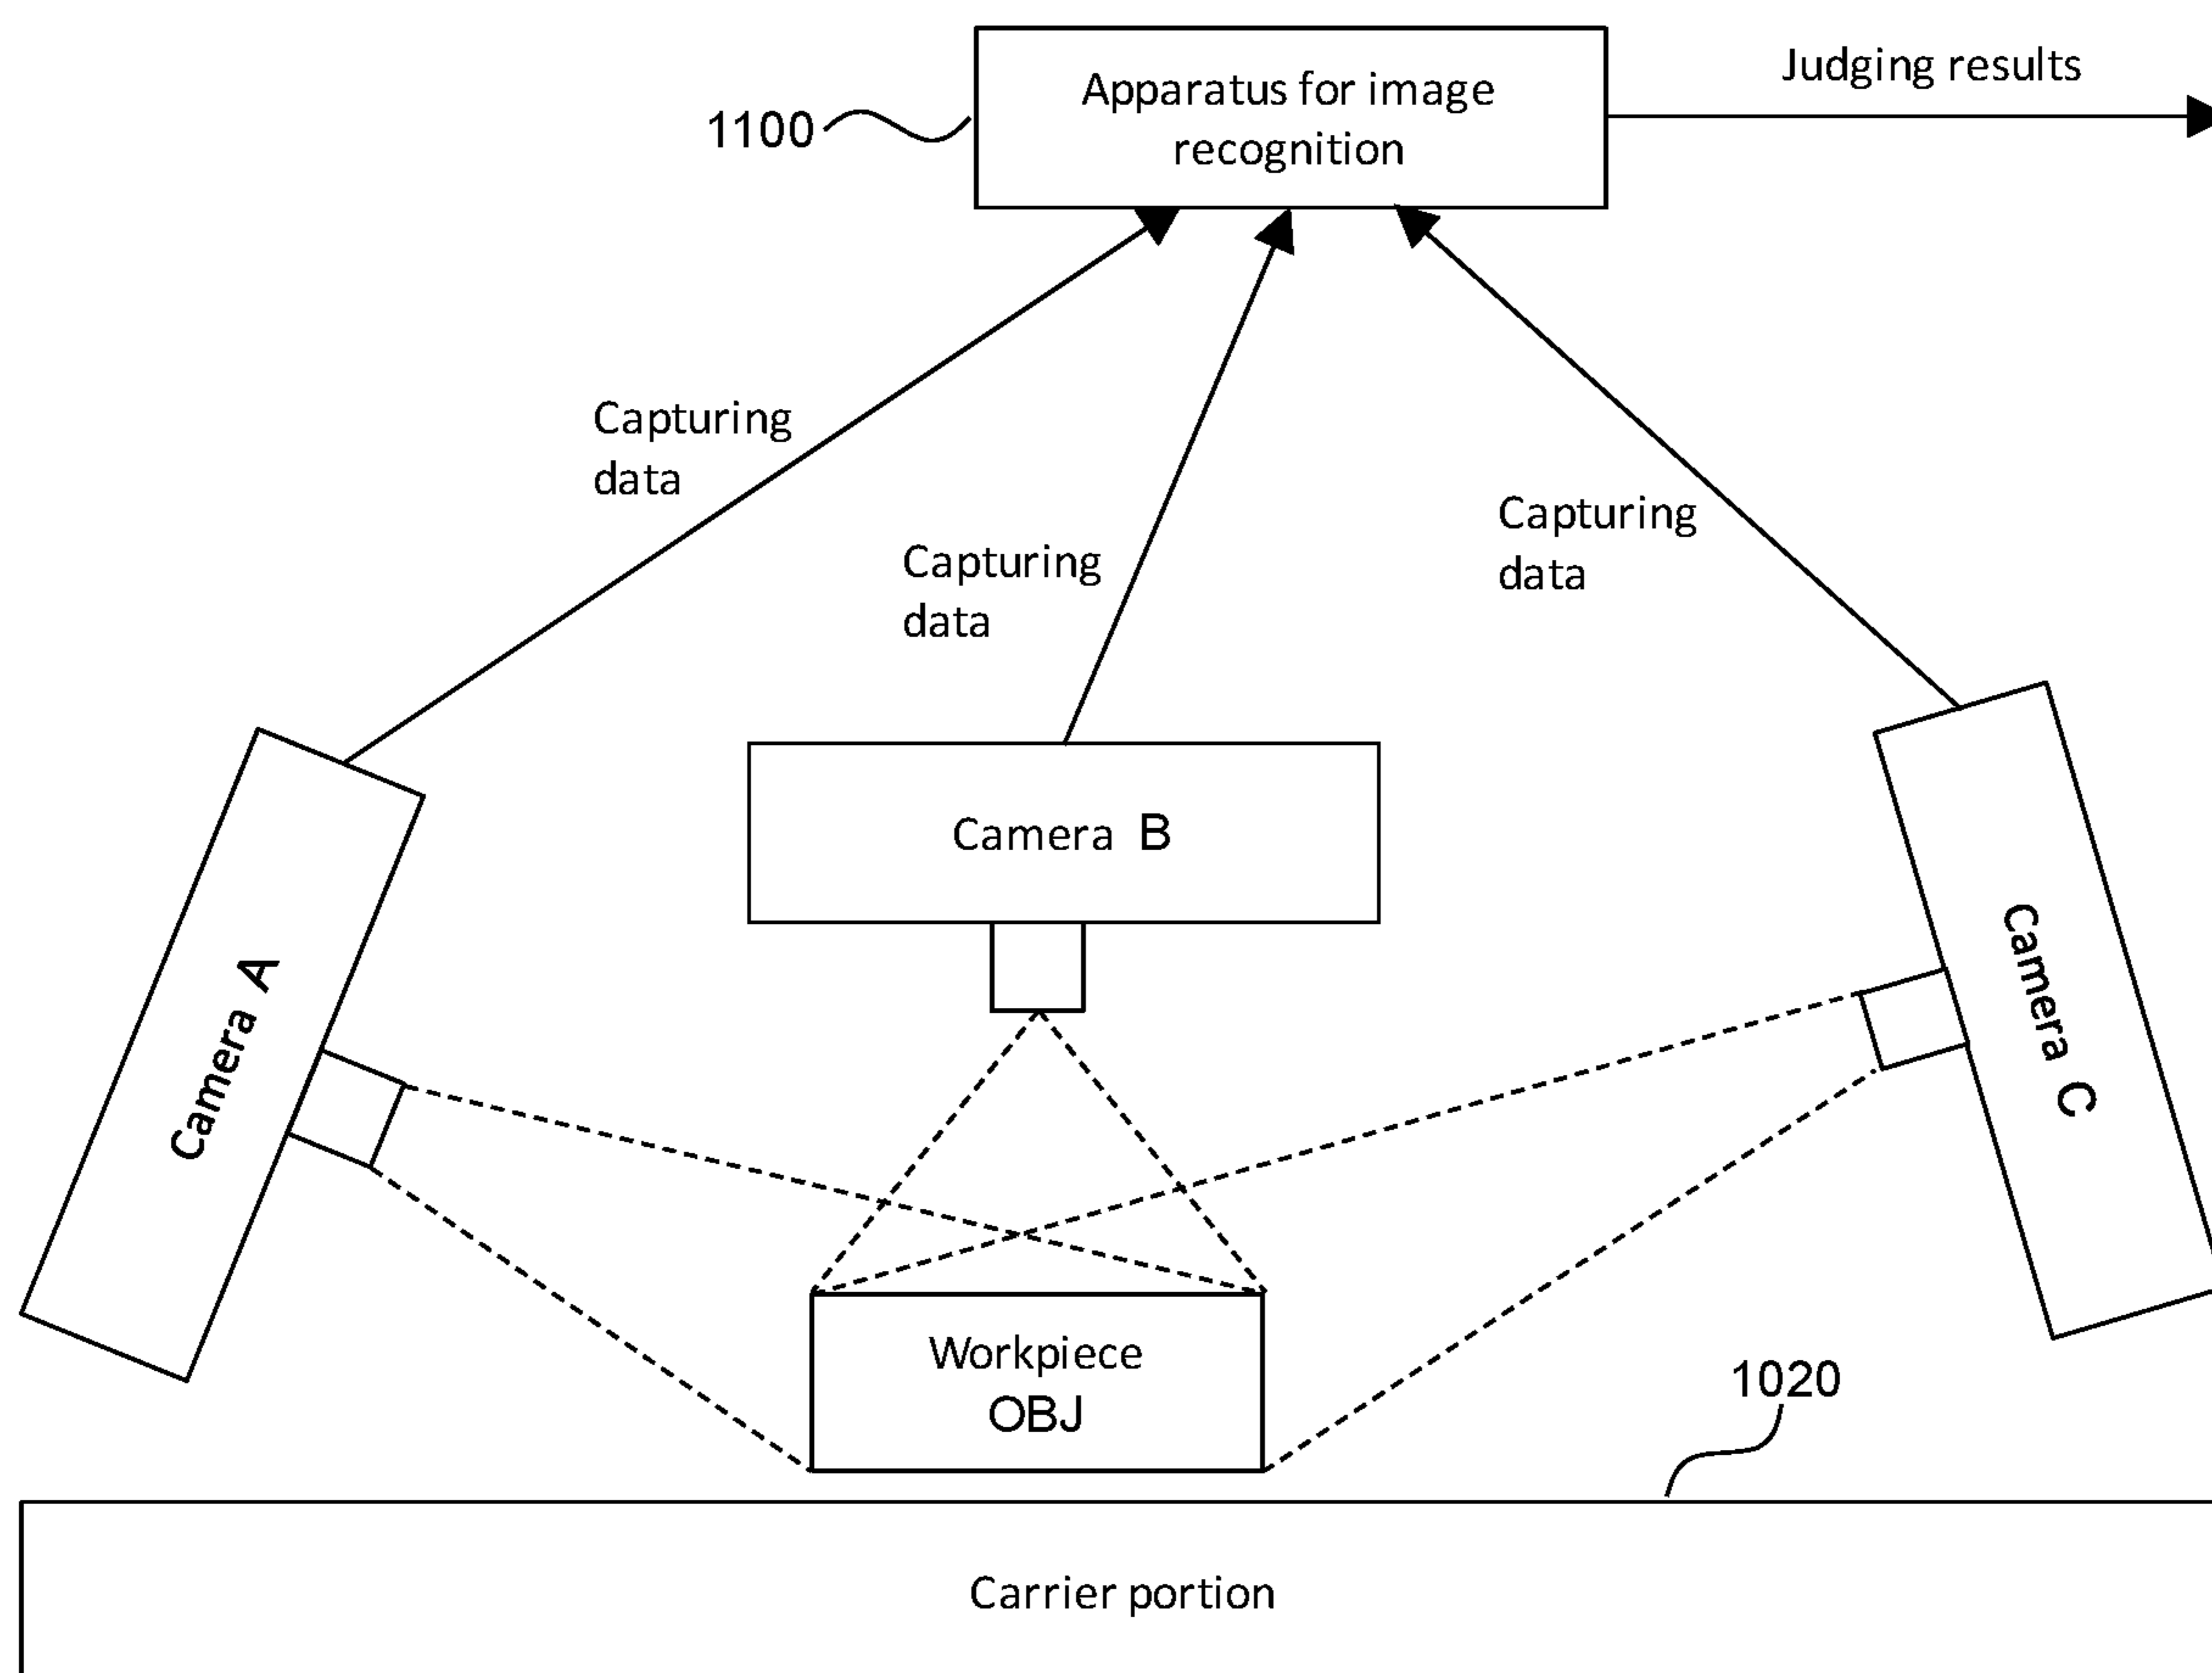 Apparatus for image
recognition
Judging results
1100
Capturing
data
Capturing
data
Capturing
data
Camera A
Camera B
Camera C
Workpiece
OBJ
1020
Carrier portion